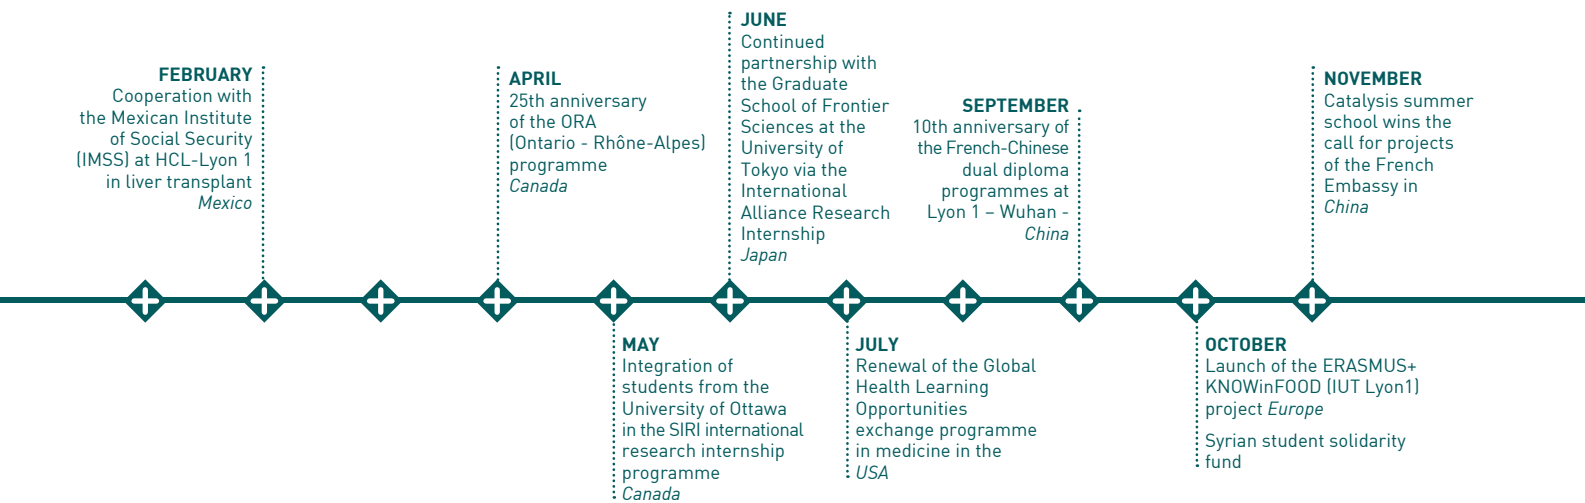 FEBRUARY
Cooperation with
the Mexican Institute
of Social Security
(IMSS) at HCL-Lyon 1
in liver transplant
Mexico
APRIL
25th anniversary
of the ORA
(Ontario - Rhône-Alpes)
programme
Canada
JUNE
Continued
partnership with
the Graduate
School of Frontier
Sciences at the
University of
Tokyo via the
International
Alliance Research
Internship
Japan
SEPTEMBER
10th anniversary of
the French-Chinese
dual diploma
programmes at
Lyon 1 – Wuhan -
China
NOVEMBER
Catalysis summer
school wins the
call for projects
of the French
Embassy in
China
MAY
Integration of
students from the
University of Ottawa
in the SIRI international
research internship
programme
Canada
JULY
Renewal of the Global
Health Learning
Opportunities
exchange programme
in medicine in the
USA
OCTOBER
Launch of the ERASMUS+
KNOWinFOOD (IUT Lyon1)
project Europe
Syrian student solidarity
fund